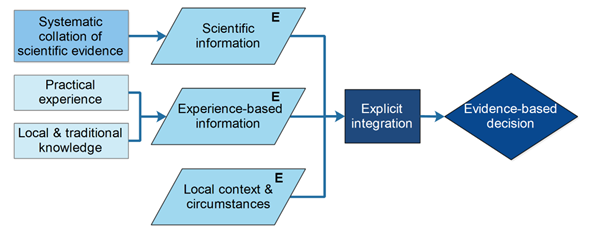 Systematic
collation of
scientific evidence
E
Scientific
information
Practical
experience
Local & traditional
knowledge
E
Experience-based
information
E
Local context &
circumstances
Explicit
integration
Evidence-based
decision